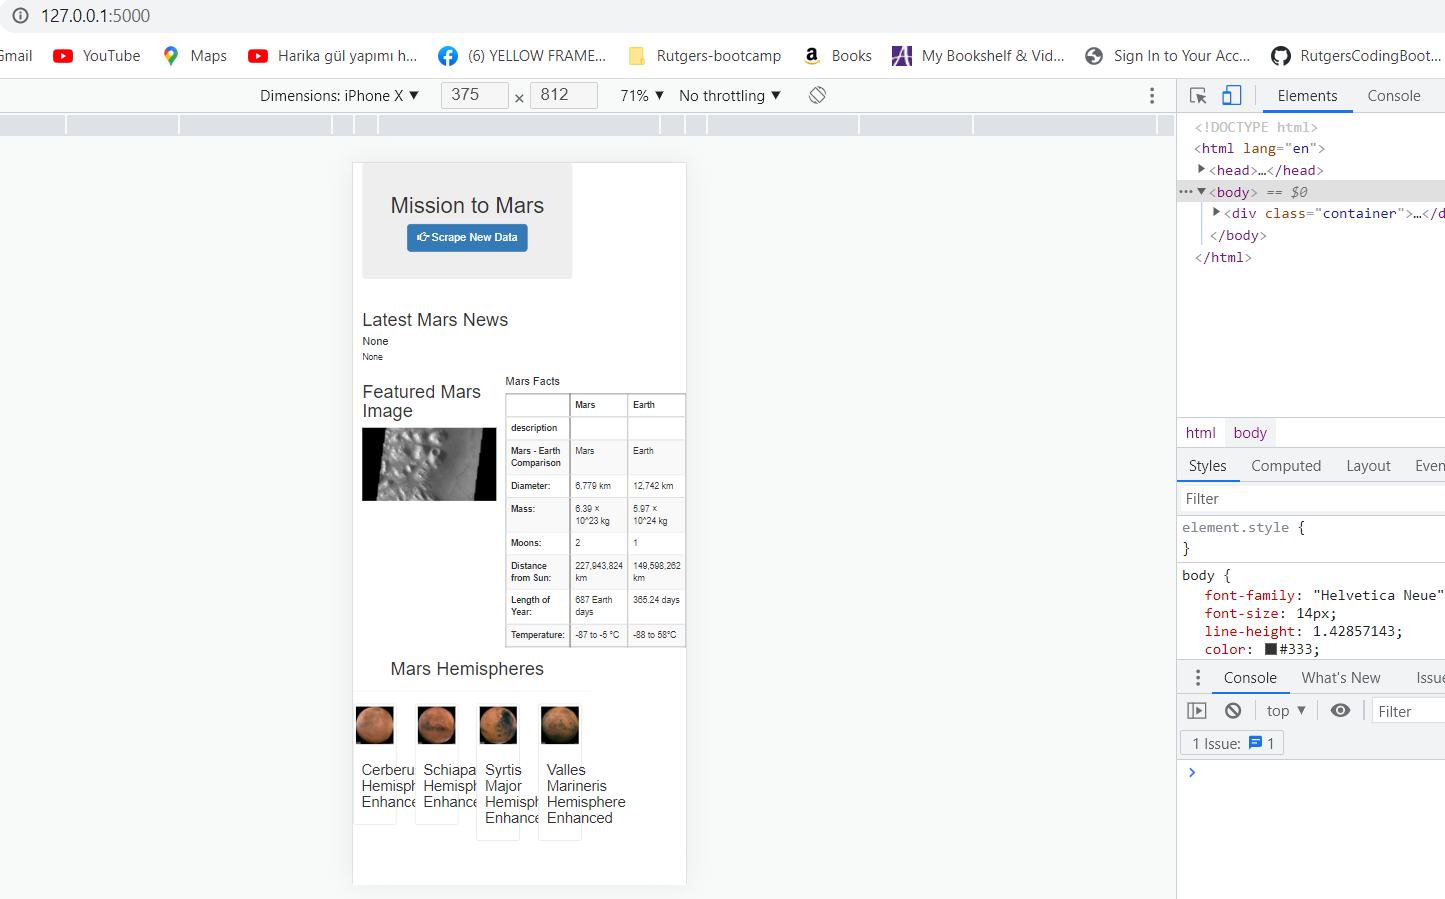 127.0.0.1:5000
Gmail YouTube Maps Harika gül yapımı h... (6) YELLOW FRAME... Rutgers-bootcamp Books My Bookshelf & Vid... Sign In to Your Acc... RutgersCodingBoot...
Dimensions: iPhone X ▼ 375 × 812 71% ▼ No throttling ▼
Mission to Mars
Scrape New Data
Latest Mars News
None
None
Featured Mars
Image
Mars Facts
Mars Earth
description
Mars - Earth
Comparison Mars Earth
Diameter: 6,779 km 12,742 km
Mass: 6.39 ×
10^23 kg 5.97 ×
10^24 kg
Moons: 2 1
Distance
from Sun: 227,943,824
km 149,598,262
km
Length of
Year: 687 Earth
days 365.24 days
Temperature: -87 to -5 °C -88 to 58°C
Mars Hemispheres
Cerberu
Hemisph
Enhance
Schiapa
Hemisph
Enhance
Syrtis
Major
Hemisph
Enhance
Valles
Marineris
Hemisphere
Enhanced
Elements Console
<!DOCTYPE html>
<html lang="en">
<head>…</head>
<body> == $0
<div class="container">…</d
</body>
</html>
html body
Styles Computed Layout Even
Filter
element.style {
}
body {
font-family: "Helvetica Neue"
font-size: 14px;
line-height: 1.42857143;
color: #333;
Console What's New Issue
top ▼ Filter
1 Issue: 1